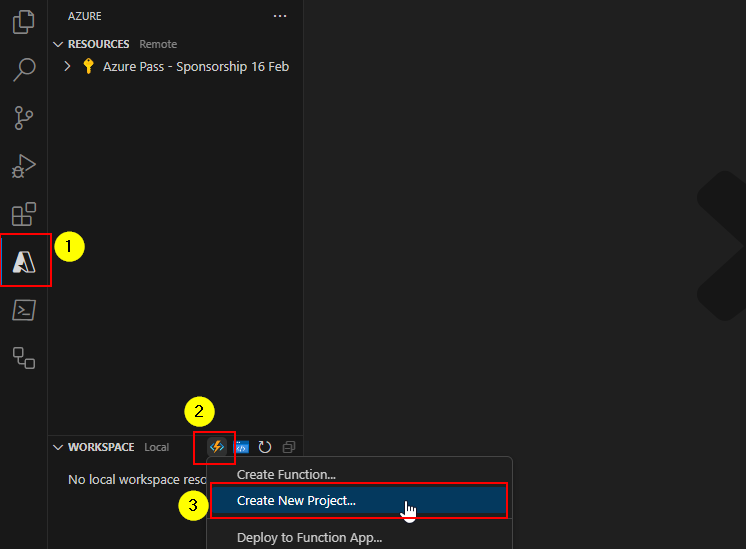 AZURE
RESOURCES Remote
Azure Pass - Sponsorship 16 Feb
1
2
WORKSPACE Local
No local workspace reso
Create Function...
3 Create New Project...
Deploy to Function App...